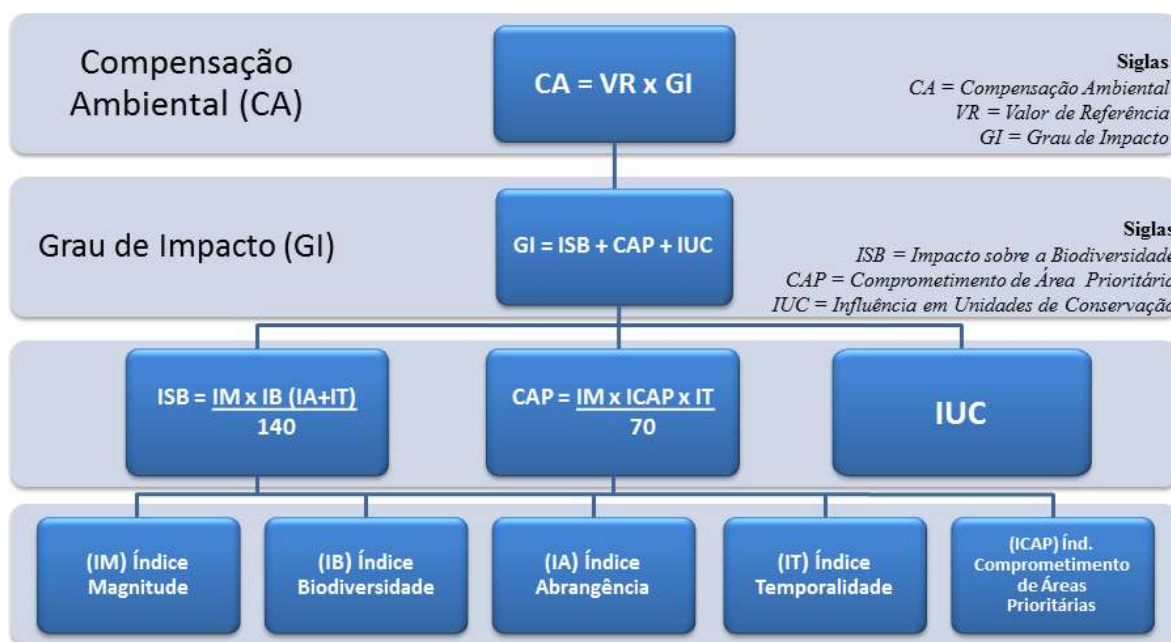 Compensação
Ambiental (CA)
CA = VR x GI
Siglas
CA = Compensação Ambiental
VR = Valor de Referência
GI = Grau de Impacto
Grau de Impacto (GI)
GI = ISB + CAP + IUC
Siglas
ISB = Impacto sobre a Biodiversidade
CAP = Comprometimento de Área Prioritária
IUC = Influência em Unidades de Conservação
ISB = IM x IB (IA+IT)
140
CAP = IM x ICAP x IT
70
IUC
(IM) Índice
Magnitude
(IB) Índice
Biodiversidade
(IA) Índice
Abrangência
(IT) Índice
Temporalidade
(ICAP) Índ.
Comprometimento
de Áreas
Prioritárias